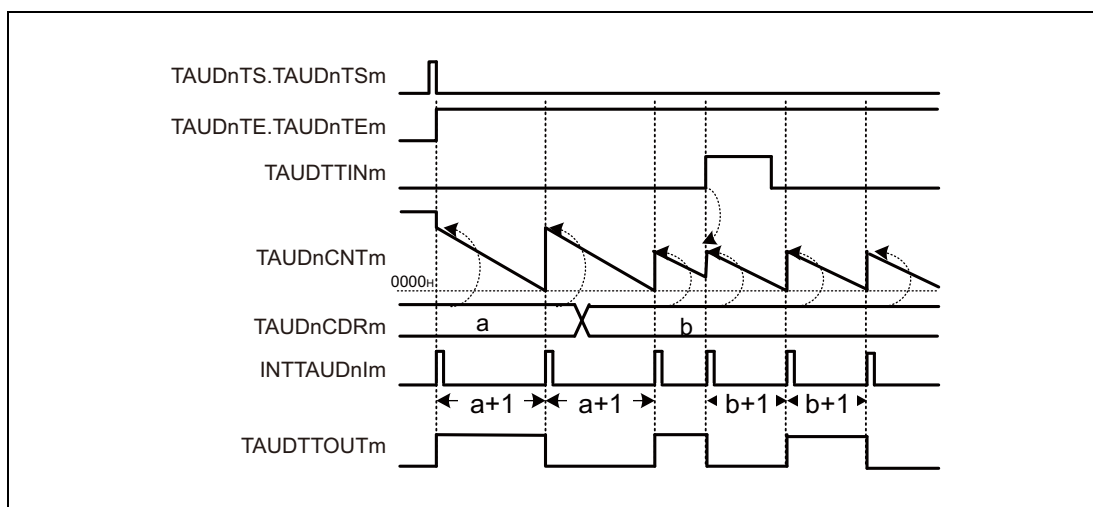 TAUDnTS.TAUDnTSm
TAUDnTE.TAUDnTEm
TAUDTTINm
TAUDnCNTm
0000H
TAUDnCDRm
a
b
INTTAUDnIm
a+1
a+1
b+1
b+1
TAUDTTOUTm